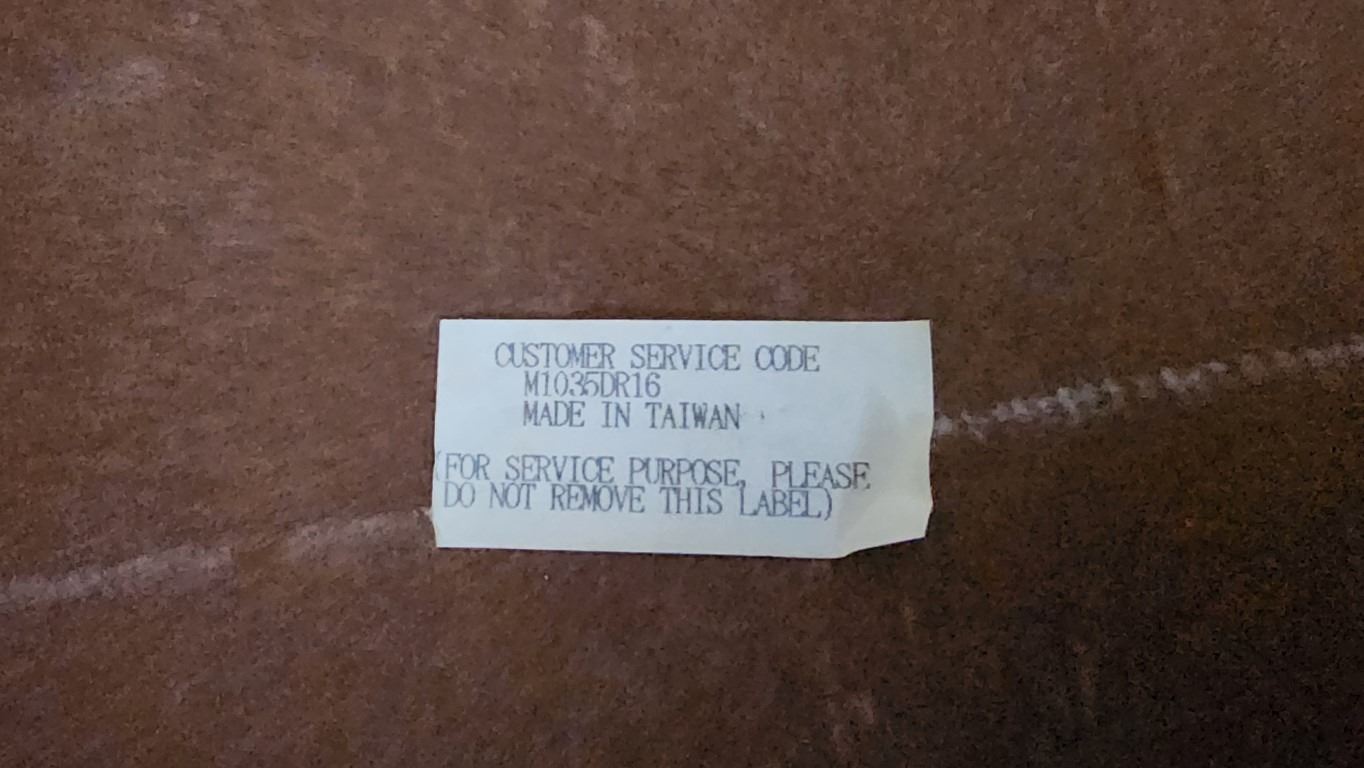 CUSTOMER SERVICE CODE
M1035DR16
MADE IN TAIWAN
(FOR SERVICE PURPOSE, PLEASE
DO NOT REMOVE THIS LABEL)